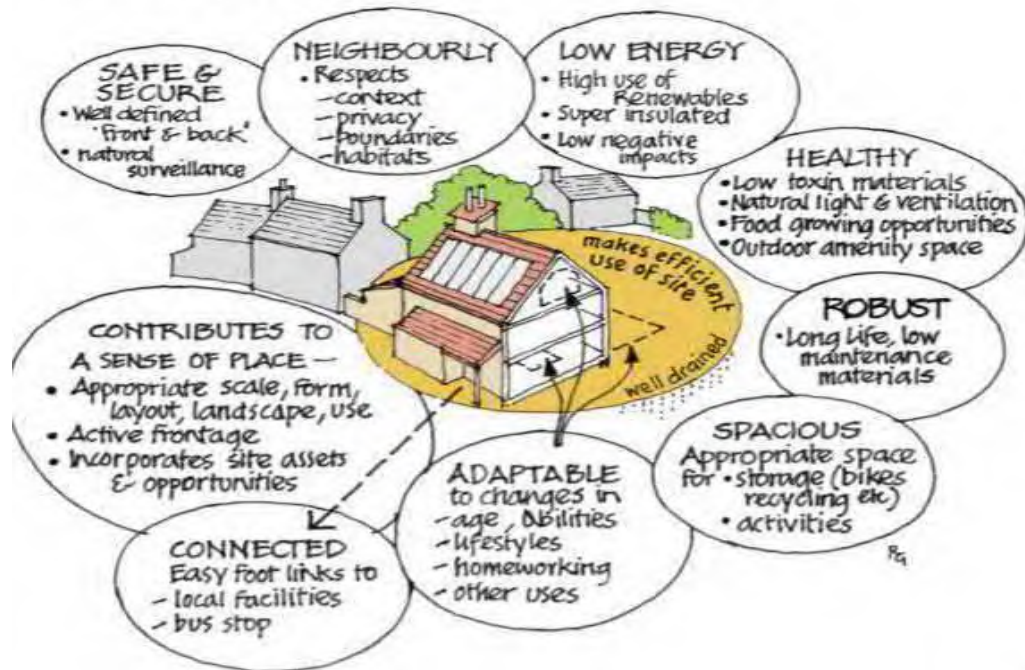 SAFE &
SECURE
• Well defined
'front & back'
• natural
surveillance
NEIGHBOURLY
• Respects
- context
- privacy
- boundaries
- habitats
LOW ENERGY
• High use of
Renewables
• Super insulated
• Low negative
impacts
HEALTHY
• Low toxin materials
• Natural light & ventilation
• Food growing opportunities
• Outdoor amenity space
makes efficient
use of site
well drained
ROBUST
• Long life, low
maintenance
materials
CONTRIBUTES TO
A SENSE OF PLACE —
• Appropriate scale, form,
layout, landscape, use
• Active frontage
• Incorporates site assets
& opportunities
SPACIOUS
Appropriate space
for • storage (bikes
recycling etc)
• activities
ADAPTABLE
to changes in
- age, abilities
- lifestyles
- homeworking
- other uses
CONNECTED
Easy foot links to
- local facilities
- bus stop